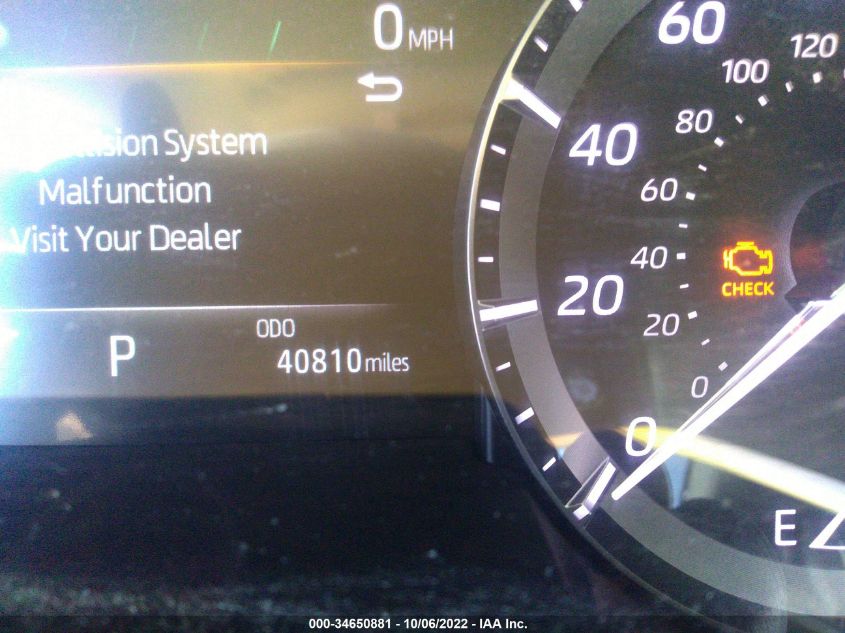 0 MPH
System
Malfunction
Visit Your Dealer
P
ODO
40810 miles
60
40
20
0
120
100
80
60
40
20
0
CHECK
E
000-34650881 - 10/06/2022 - IAA Inc.